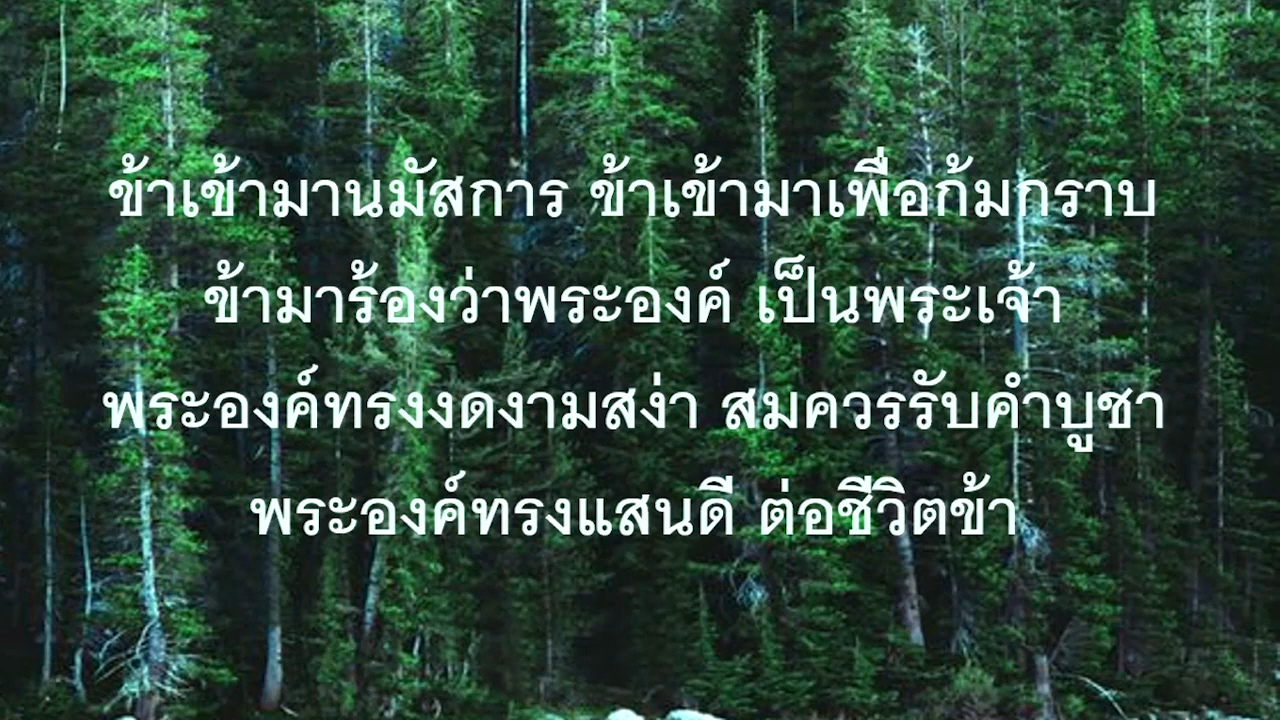 ข้าเข้ามานมัสการ ข้าเข้ามาเพื่อก้มกราบ
ข้ามาร้องว่าพระองค์ เป็นพระเจ้า
พระองค์ทรงงดงามสง่า สมควรรับคำบูชา
พระองค์ทรงแสนดี ต่อชีวิตข้า